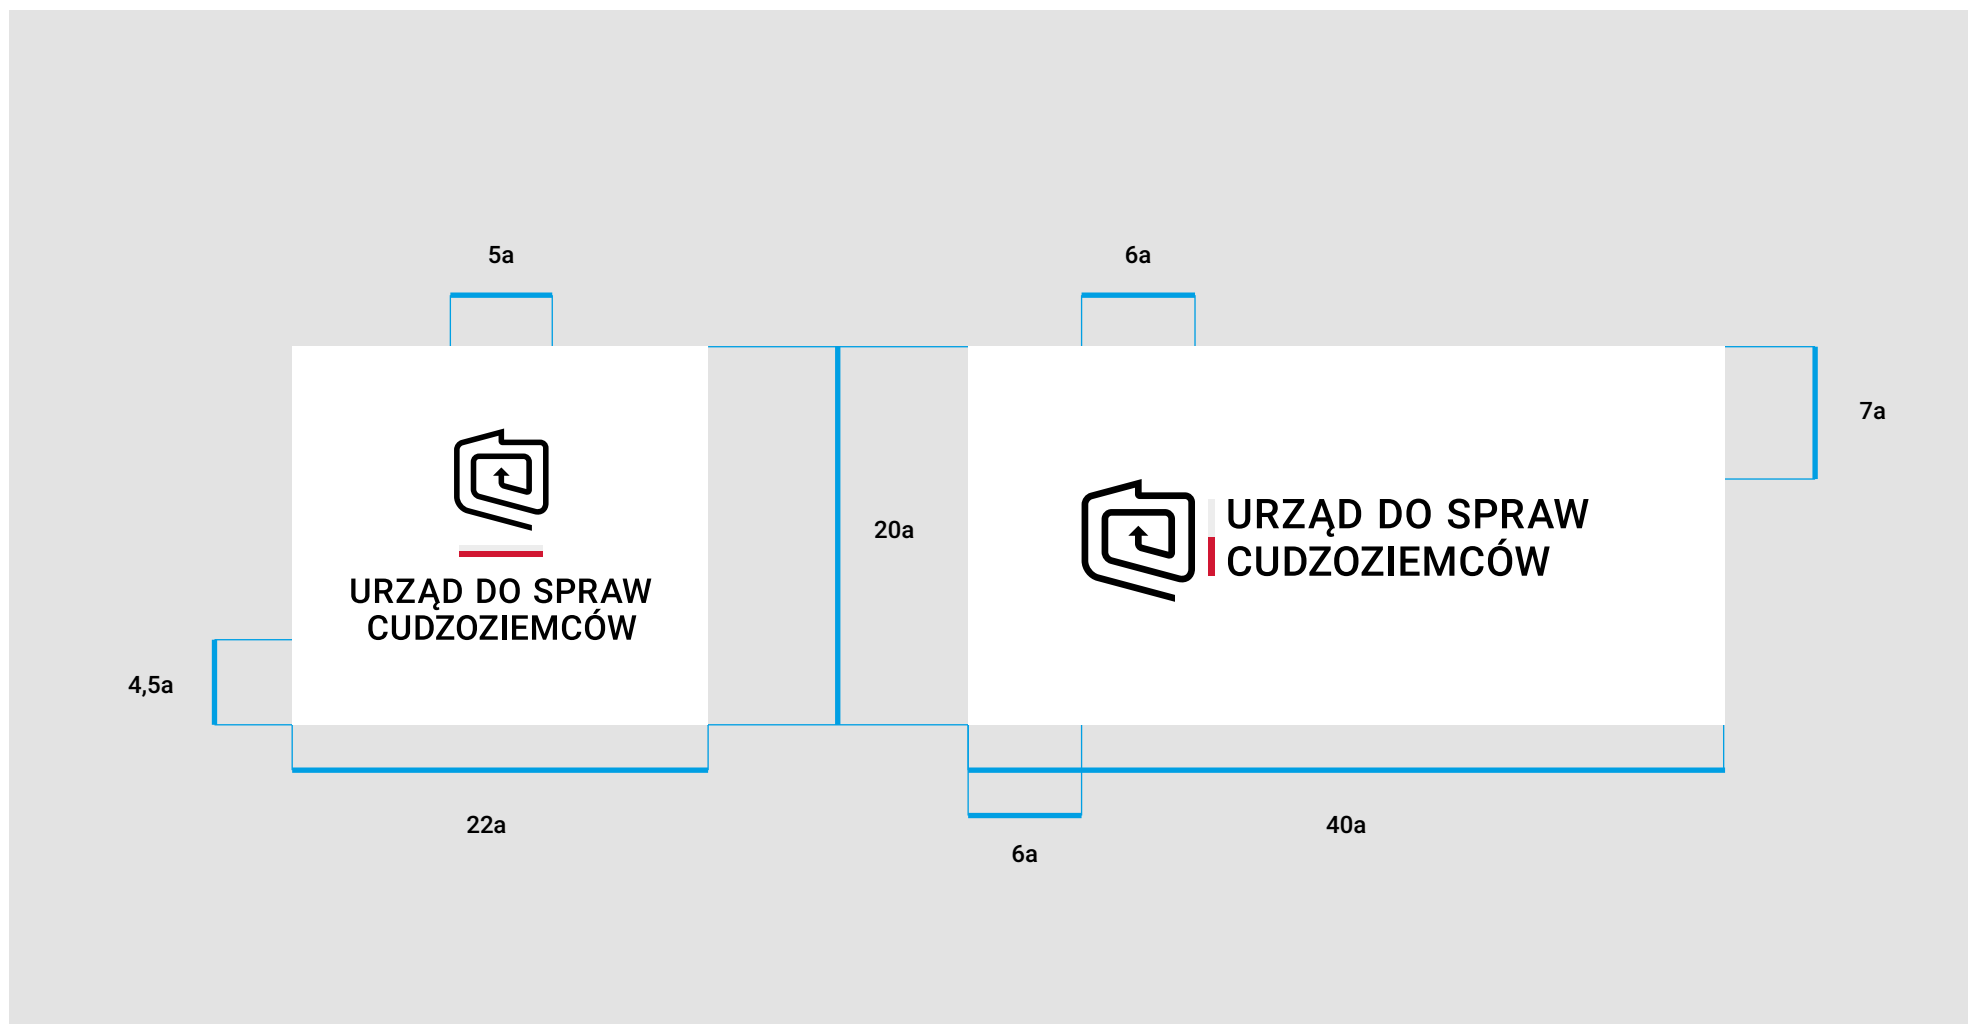 5a
6a
7a
URZĄD DO SPRAW
CUDZOZIEMCÓW
20a
URZĄD DO SPRAW
CUDZOZIEMCÓW
4,5a
22a
40a
6a